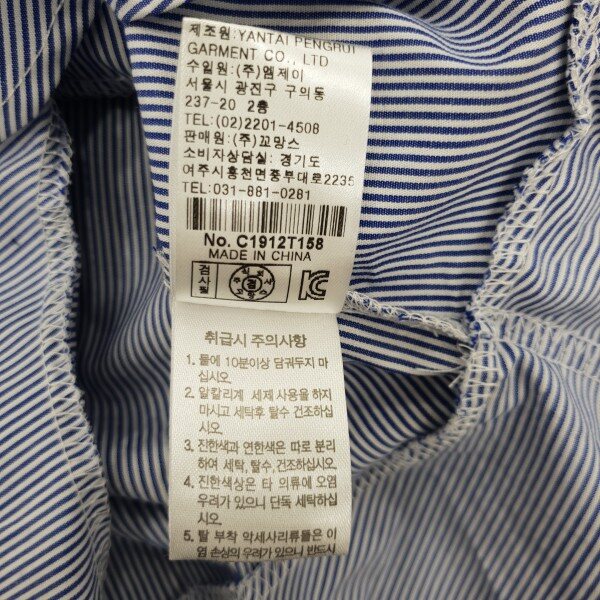 제조원:YANTAI PENGRUI
GARMENT CO., LTD
수입원:(주)엠제이
서울시 광진구 구의동
237-20 2층
TEL:(02)2201-4508
판매원:(주)꼬망스
소비자상담실:경기도
여주시흥천면중부대로2235
TEL:031-881-0281
No. C1912T158
MADE IN CHINA
검사필
검
취급시 주의사항
1. 물에 10분이상 담궈두지 마
십시오.
2. 알칼리계 세제 사용을 하지
마시고 세탁후 탈수 건조하십
시오.
3. 진한색과 연한색은 따로 분리
하여 세탁, 탈수, 건조하십시오.
4. 진한색상은 타 의류에 오염
우려가 있으니 단독 세탁하십
시오.
5. 탈 부착 악세사리류등은 이
염 손상의 우려가 있으니 반드시